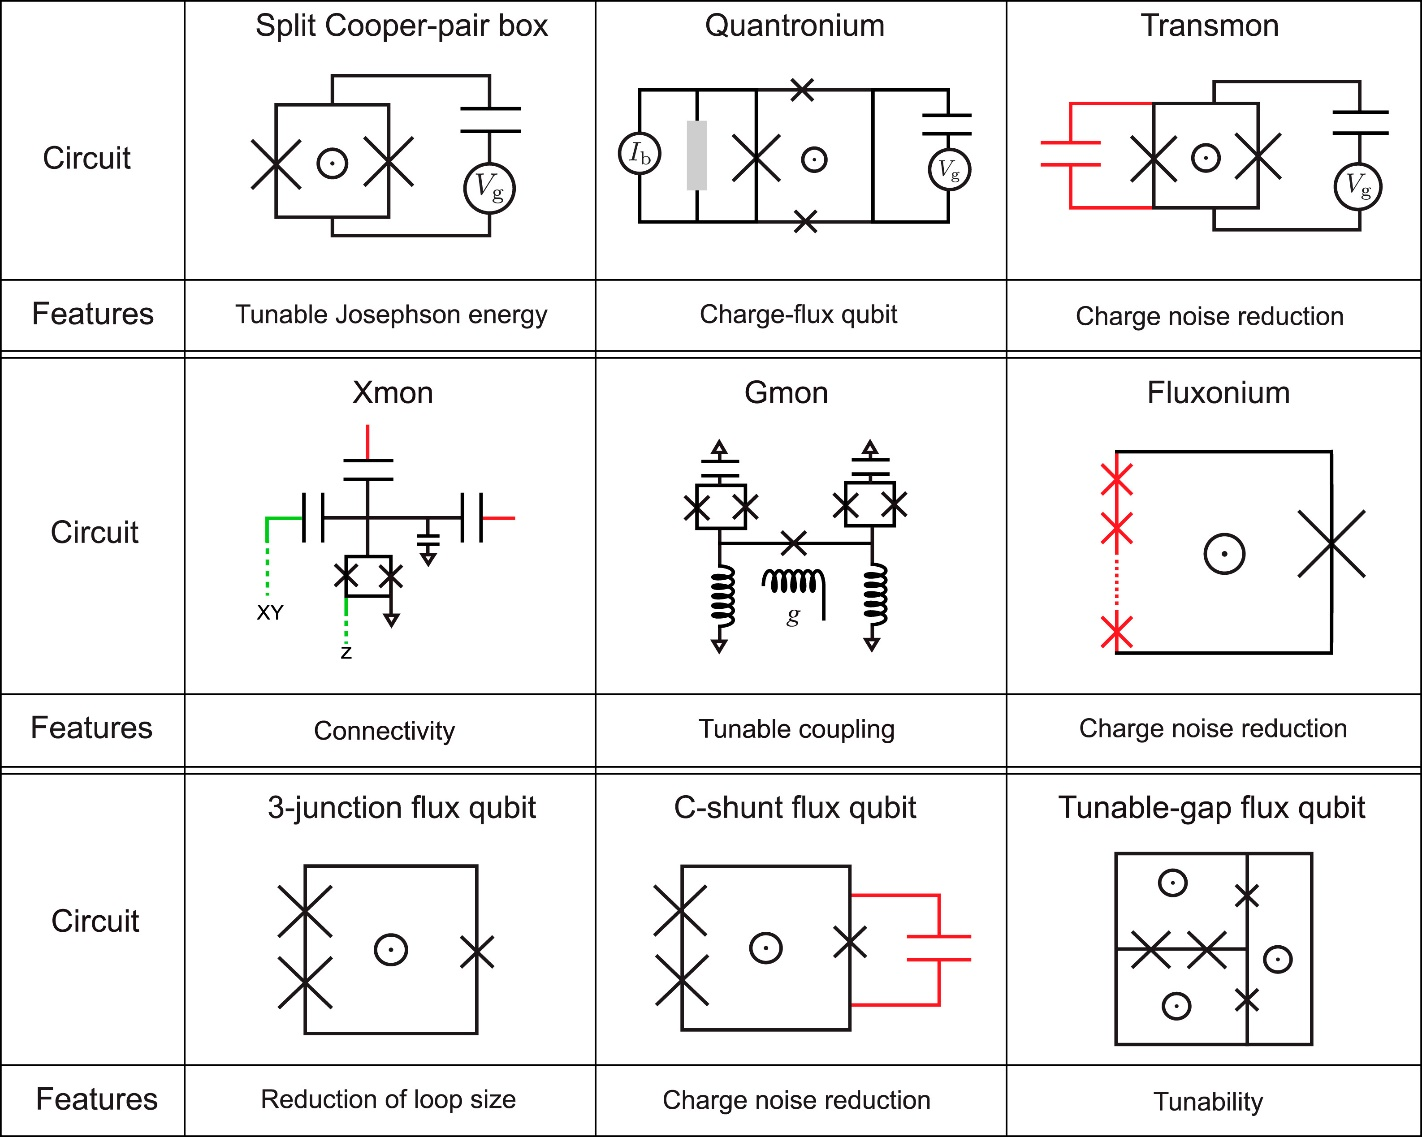 Split Cooper-pair box
Quantronium
Transmon
Circuit
Vg
Ib
Vg
Vg
Features
Tunable Josephson energy
Charge-flux qubit
Charge noise reduction
Xmon
Gmon
Fluxonium
Circuit
XY
z
g
Features
Connectivity
Tunable coupling
Charge noise reduction
3-junction flux qubit
C-shunt flux qubit
Tunable-gap flux qubit
Circuit
Features
Reduction of loop size
Charge noise reduction
Tunability